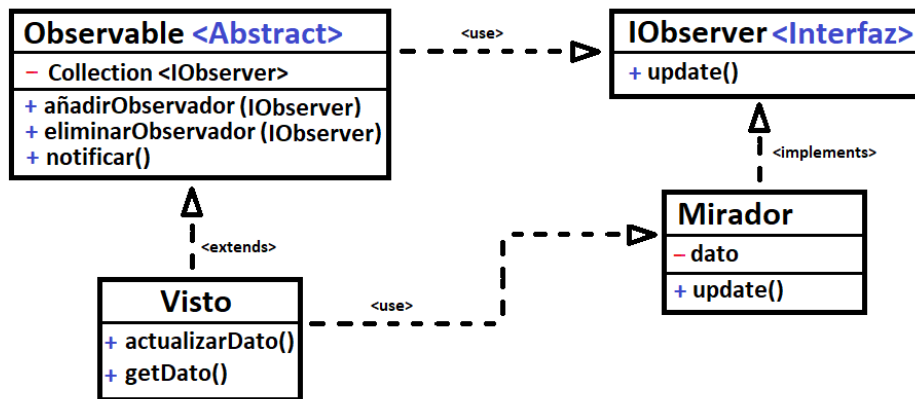 Observable <Abstract>
– Collection <IObserver>
+ añadirObservador (IObserver)
+ eliminarObservador (IObserver)
+ notificar()
<use>
IObserver <Interfaz>
+ update()
<implements>
Mirador
– dato
+ update()
<extends>
Visto
+ actualizarDato()
+ getDato()
<use>